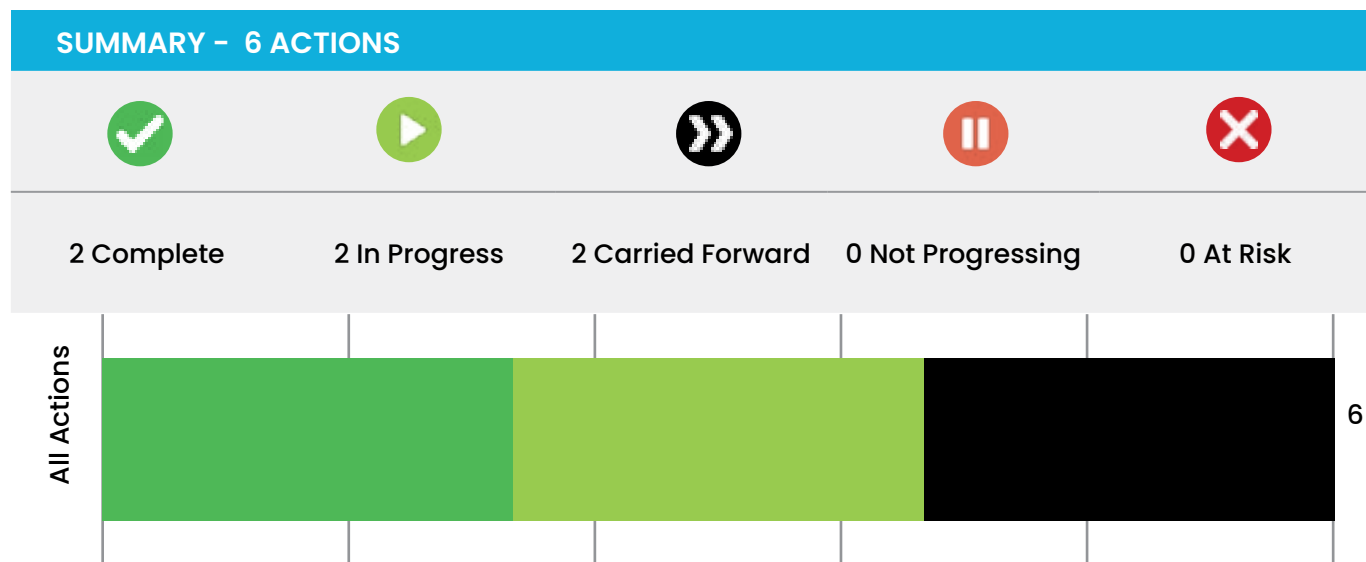 SUMMARY - 6 ACTIONS
2 Complete
2 In Progress
2 Carried Forward
0 Not Progressing
0 At Risk
All Actions
6